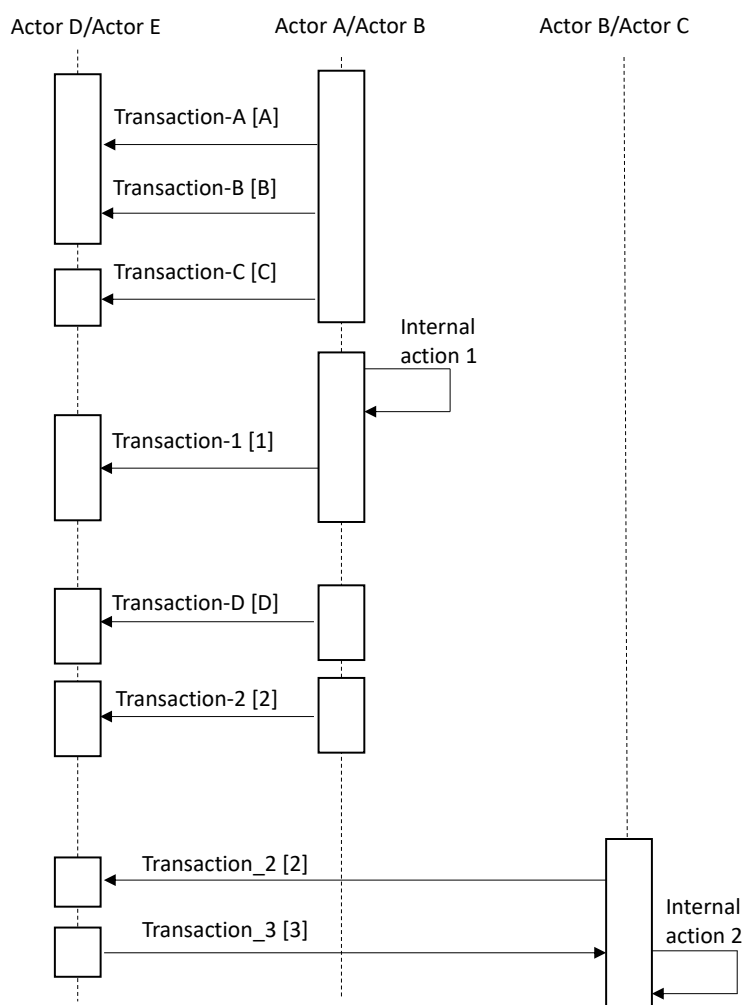 Actor D/Actor E
Actor A/Actor B
Actor B/Actor C
Transaction-A [A]
Transaction-B [B]
Transaction-C [C]
Internal
action 1
Transaction-1 [1]
Transaction-D [D]
Transaction-2 [2]
Transaction_2 [2]
Transaction_3 [3]
Internal
action 2